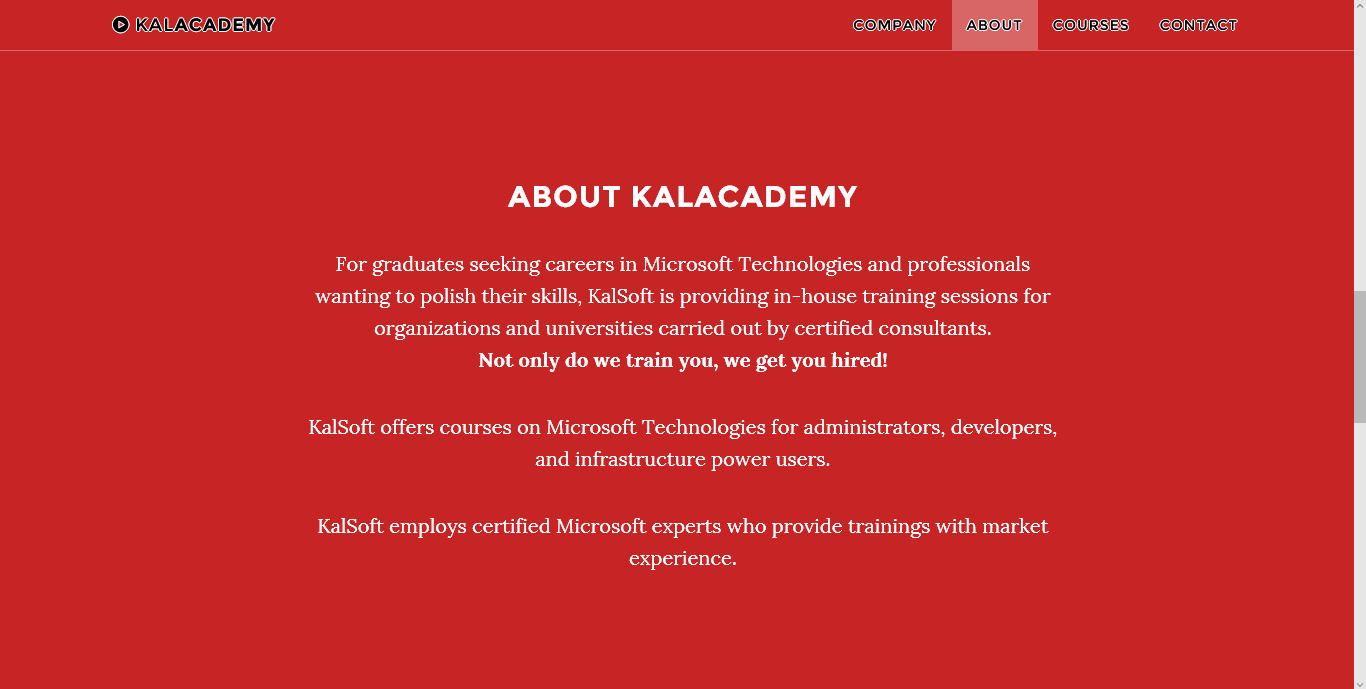 KALACADEMY
COMPANY ABOUT COURSES CONTACT
ABOUT KALACADEMY
For graduates seeking careers in Microsoft Technologies and professionals
wanting to polish their skills, KalSoft is providing in-house training sessions for
organizations and universities carried out by certified consultants.
Not only do we train you, we get you hired!
KalSoft offers courses on Microsoft Technologies for administrators, developers,
and infrastructure power users.
KalSoft employs certified Microsoft experts who provide trainings with market
experience.